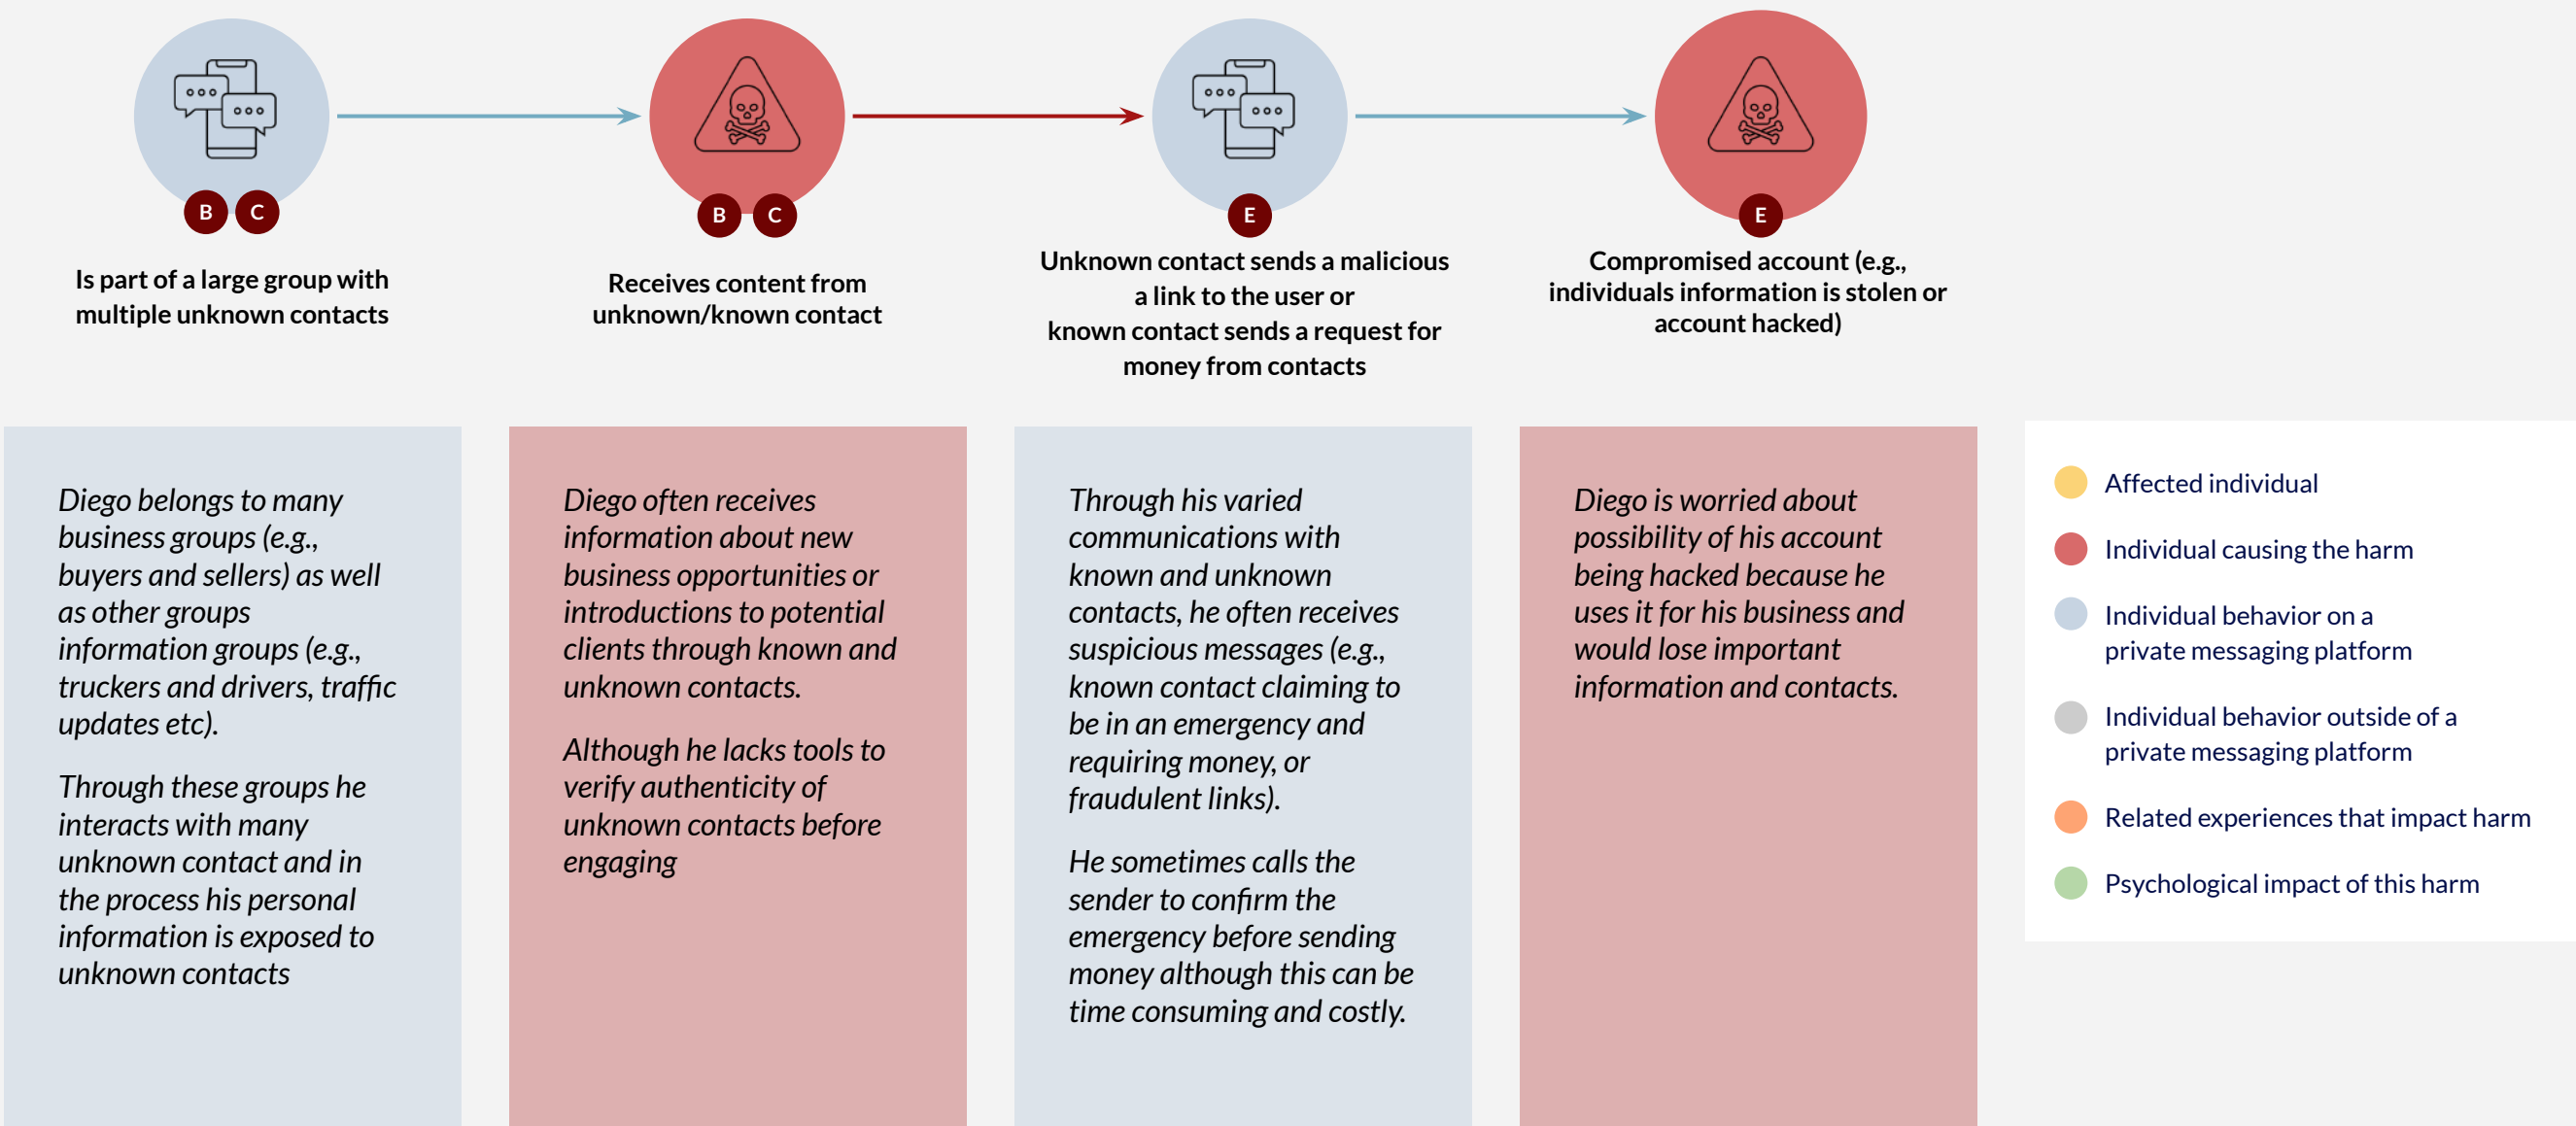 B C
Is part of a large group with
multiple unknown contacts
B C
Receives content from
unknown/known contact
E
Unknown contact sends a malicious
a link to the user or
known contact sends a request for
money from contacts
E
Compromised account (e.g.,
individuals information is stolen or
account hacked)
Diego belongs to many
business groups (e.g.,
buyers and sellers) as well
as other groups
information groups (e.g.,
truckers and drivers, traffic
updates etc).
Through these groups he
interacts with many
unknown contact and in
the process his personal
information is exposed to
unknown contacts
Diego often receives
information about new
business opportunities or
introductions to potential
clients through known and
unknown contacts.
Although he lacks tools to
verify authenticity of
unknown contacts before
engaging
Through his varied
communications with
known and unknown
contacts, he often receives
suspicious messages (e.g.,
known contact claiming to
be in an emergency and
requiring money, or
fraudulent links).
He sometimes calls the
sender to confirm the
emergency before sending
money although this can be
time consuming and costly.
Diego is worried about
possibility of his account
being hacked because he
uses it for his business and
would lose important
information and contacts.
Affected individual
Individual causing the harm
Individual behavior on a
private messaging platform
Individual behavior outside of a
private messaging platform
Related experiences that impact harm
Psychological impact of this harm